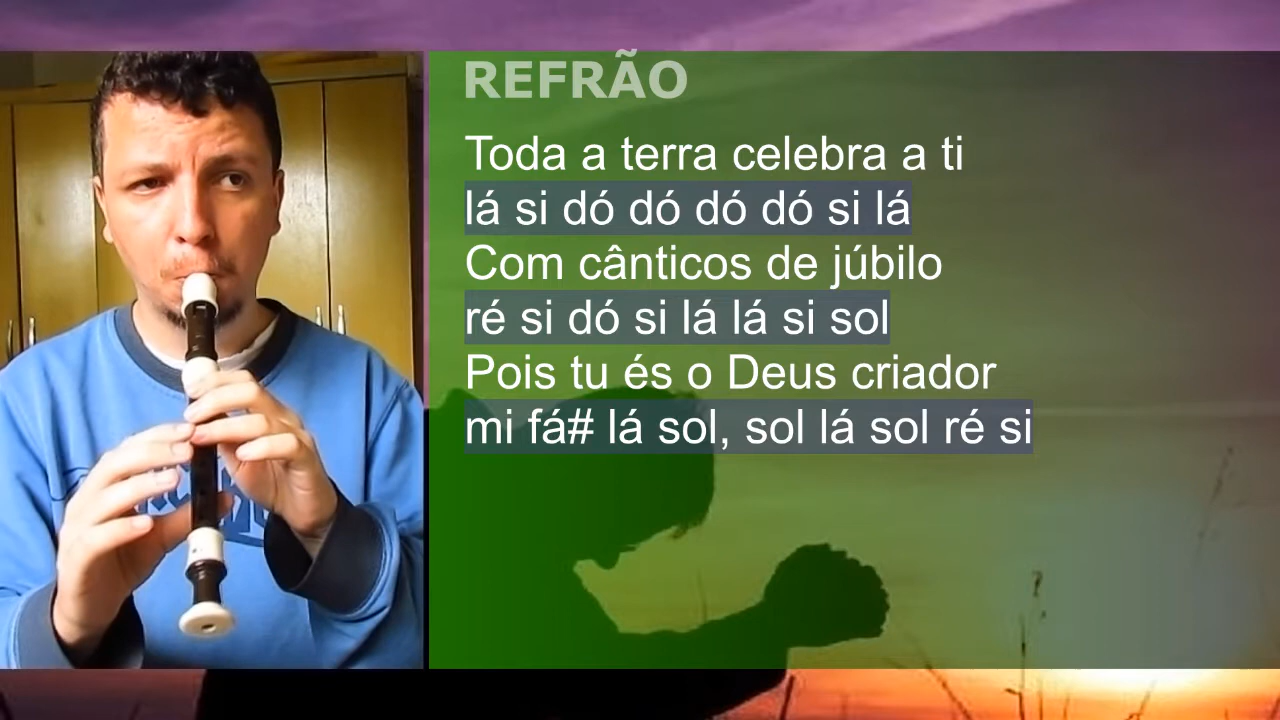 REFRÃO
Toda a terra celebra a ti
lá si dó dó dó dó si lá
Com cânticos de júbilo
ré si dó si lá lá si sol
Pois tu és o Deus criador
mi fá# lá sol, sol lá sol ré si